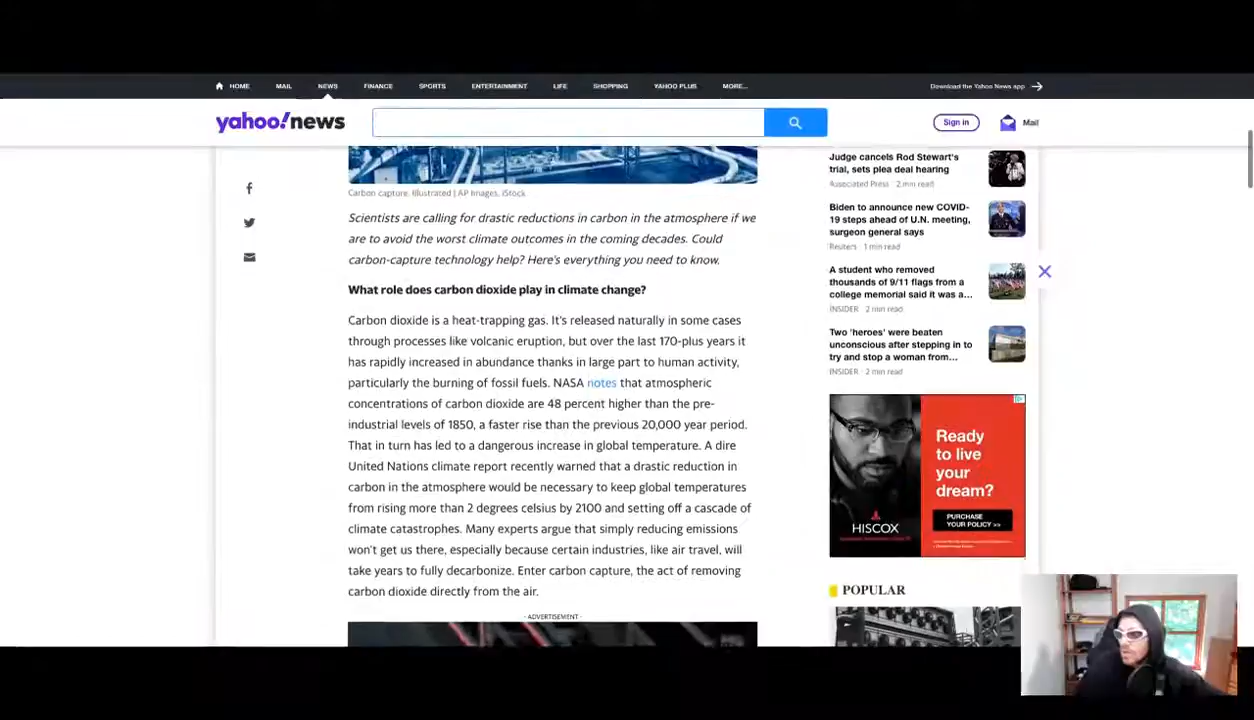 HOME MAIL NEWS FINANCE SPORTS ENTERTAINMENT LIFE SHOPPING YAHOO PLUS MORE... Download the Yahoo News app
yahoo!news
Sign in
Mail
Carbon capture. Illustrated | AP Images, iStock
Scientists are calling for drastic reductions in carbon in the atmosphere if we
are to avoid the worst climate outcomes in the coming decades. Could
carbon-capture technology help? Here's everything you need to know.
What role does carbon dioxide play in climate change?
Carbon dioxide is a heat-trapping gas. It's released naturally in some cases
through processes like volcanic eruption, but over the last 170-plus years it
has rapidly increased in abundance thanks in large part to human activity,
particularly the burning of fossil fuels. NASA notes that atmospheric
concentrations of carbon dioxide are 48 percent higher than the pre-
industrial levels of 1850, a faster rise than the previous 20,000 year period.
That in turn has led to a dangerous increase in global temperature. A dire
United Nations climate report recently warned that a drastic reduction in
carbon in the atmosphere would be necessary to keep global temperatures
from rising more than 2 degrees celsius by 2100 and setting off a cascade of
climate catastrophes. Many experts argue that simply reducing emissions
won't get us there, especially because certain industries, like air travel, will
take years to fully decarbonize. Enter carbon capture, the act of removing
carbon dioxide directly from the air.
- ADVERTISEMENT -
Judge cancels Rod Stewart's
trial, sets plea deal hearing
Associated Press · 2 min read
Biden to announce new COVID-
19 steps ahead of U.N. meeting,
surgeon general says
Reuters · 1 min read
A student who removed
thousands of 9/11 flags from a
college memorial said it was a...
INSIDER · 2 min read
Two 'heroes' were beaten
unconscious after stepping in to
try and stop a woman from...
INSIDER · 2 min read
Ready
to live
your
dream?
PURCHASE
YOUR POLICY >>
HISCOX
POPULAR